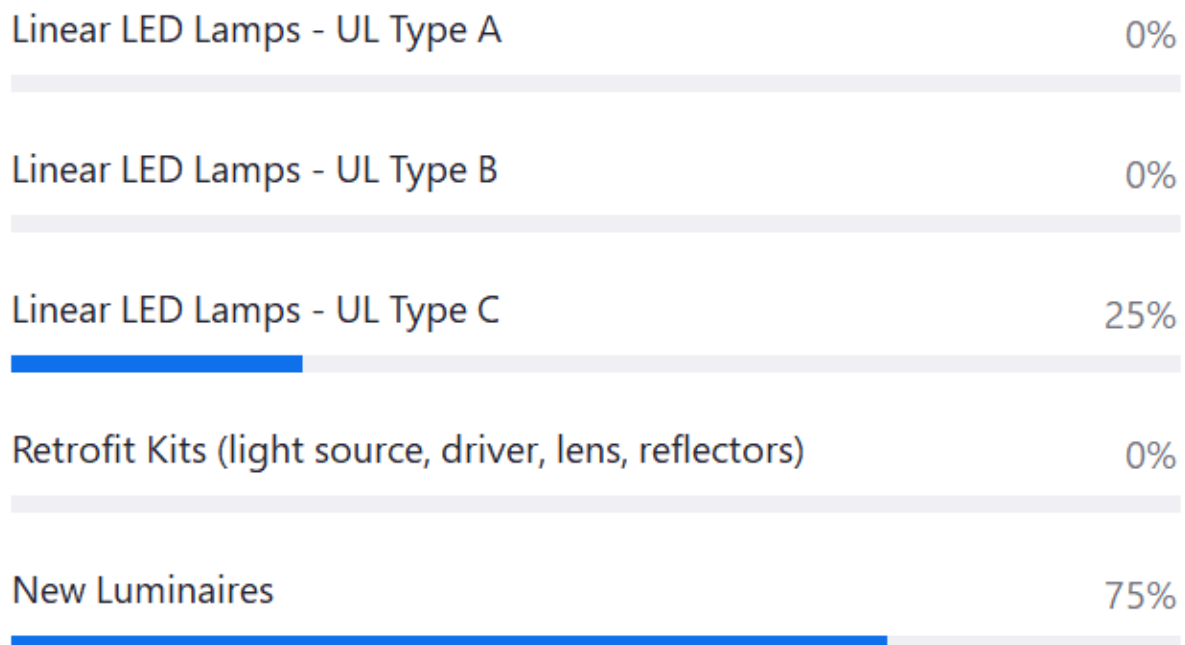 Linear LED Lamps - UL Type A 0%
Linear LED Lamps - UL Type B 0%
Linear LED Lamps - UL Type C 25%
Retrofit Kits (light source, driver, lens, reflectors) 0%
New Luminaires 75%